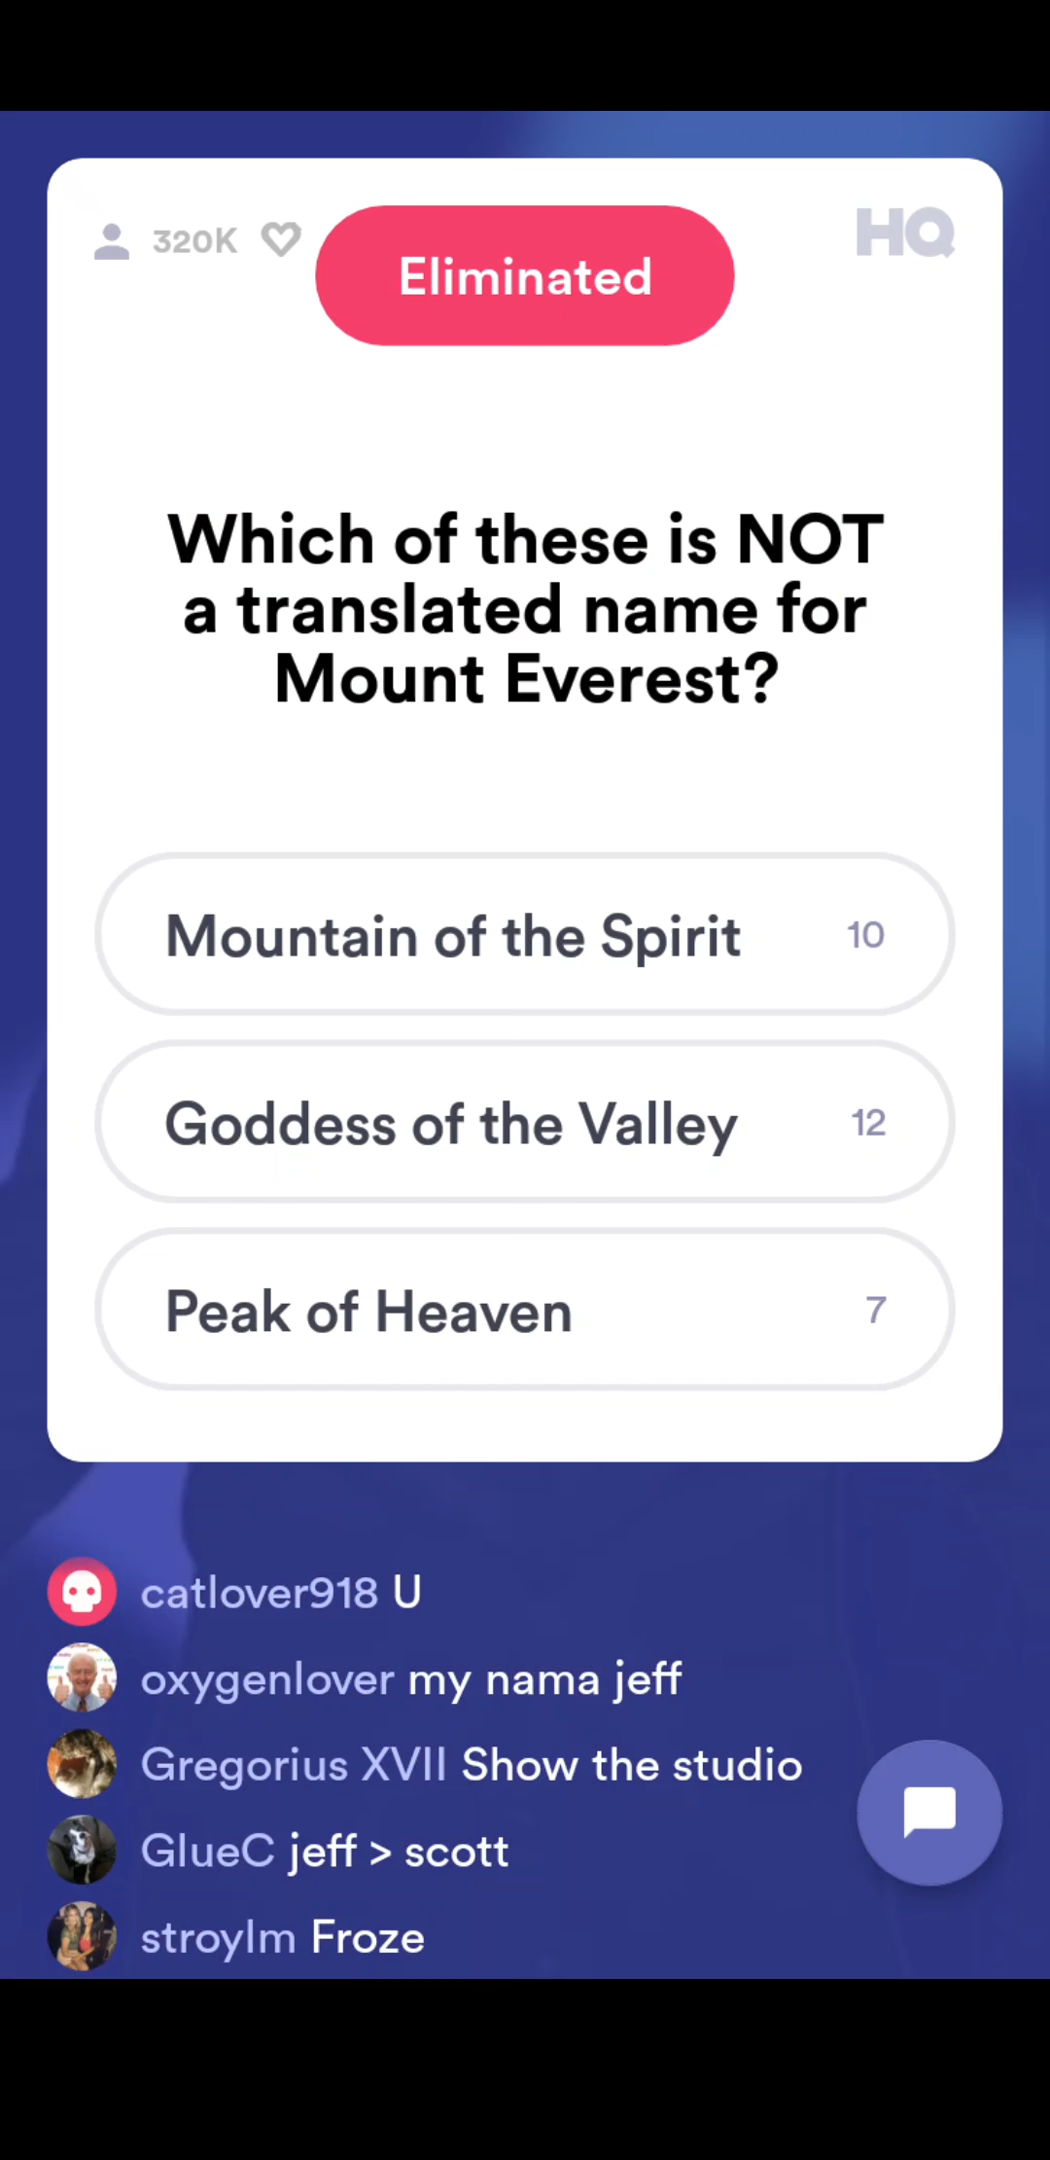 320K
Eliminated
HQ
Which of these is NOT
a translated name for
Mount Everest?
Mountain of the Spirit 10
Goddess of the Valley 12
Peak of Heaven 7
catlover918 U
oxygenlover my nama jeff
Gregorius XVII Show the studio
GlueC jeff > scott
stroylm Froze